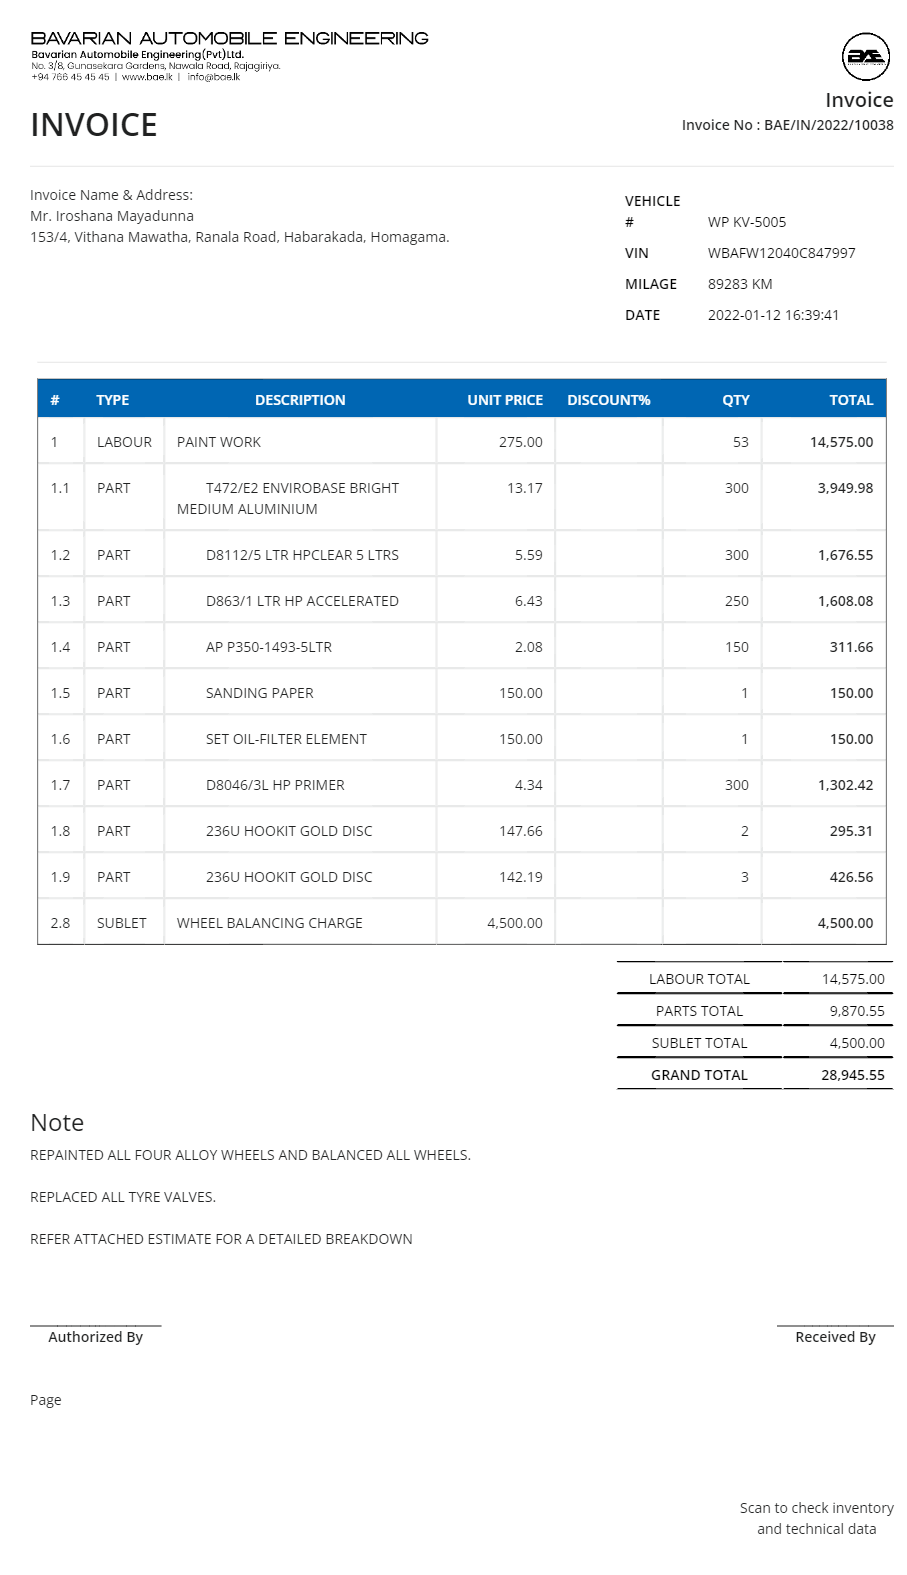 BAVARIAN AUTOMOBILE ENGINEERING
Bavarian Automobile Engineering(Pvt)Ltd.
No. 3/8, Gunasekara Gardens, Nawala Road, Rajagiriya.
+94 766 45 45 45 | www.bae.lk | info@bae.lk
BAE
Invoice
INVOICE
Invoice No : BAE/IN/2022/10038
Invoice Name & Address:
Mr. Iroshana Mayadunna
153/4, Vithana Mawatha, Ranala Road, Habarakada, Homagama.
VEHICLE
# WP KV-5005
VIN WBAFW12040C847997
MILAGE 89283 KM
DATE 2022-01-12 16:39:41
# TYPE DESCRIPTION UNIT PRICE DISCOUNT% QTY TOTAL
1 LABOUR PAINT WORK 275.00 53 14,575.00
1.1 PART T472/E2 ENVIROBASE BRIGHT 13.17 300 3,949.98
MEDIUM ALUMINIUM
1.2 PART D8112/5 LTR HPCLEAR 5 LTRS 5.59 300 1,676.55
1.3 PART D863/1 LTR HP ACCELERATED 6.43 250 1,608.08
1.4 PART AP P350-1493-5LTR 2.08 150 311.66
1.5 PART SANDING PAPER 150.00 1 150.00
1.6 PART SET OIL-FILTER ELEMENT 150.00 1 150.00
1.7 PART D8046/3L HP PRIMER 4.34 300 1,302.42
1.8 PART 236U HOOKIT GOLD DISC 147.66 2 295.31
1.9 PART 236U HOOKIT GOLD DISC 142.19 3 426.56
2.8 SUBLET WHEEL BALANCING CHARGE 4,500.00 4,500.00
LABOUR TOTAL 14,575.00
PARTS TOTAL 9,870.55
SUBLET TOTAL 4,500.00
GRAND TOTAL 28,945.55
Note
REPAINTED ALL FOUR ALLOY WHEELS AND BALANCED ALL WHEELS.
REPLACED ALL TYRE VALVES.
REFER ATTACHED ESTIMATE FOR A DETAILED BREAKDOWN
Authorized By Received By
Page
Scan to check inventory
and technical data